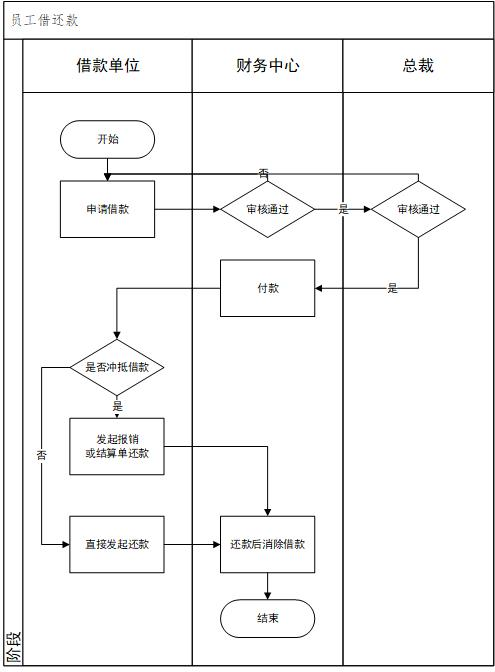 员工借还款
借款单位
财务中心
总裁
开始
否
申请借款
审核通过
是
审核通过
付款
是
是否冲抵借款
是
发起报销
或结算单还款
否
直接发起还款
还款后消除借款
结束
阶段